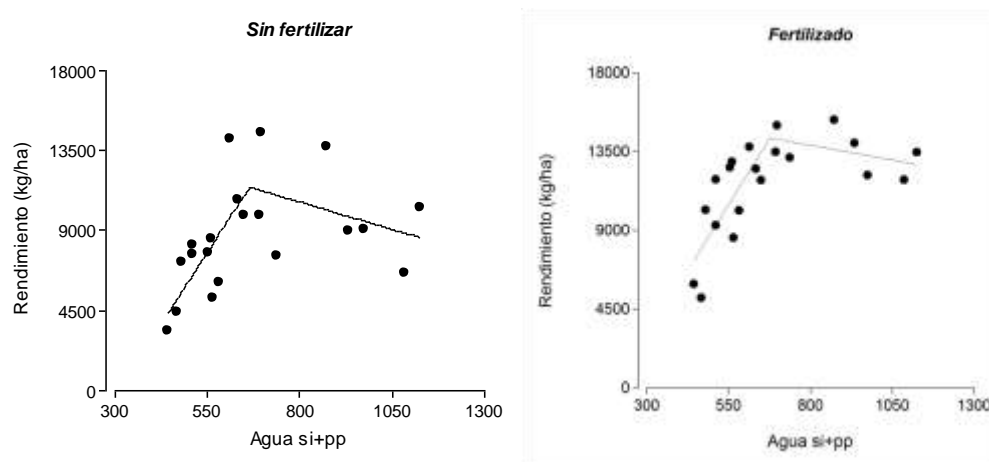 Sin fertilizar
18000
13500
9000
4500
0
300 550 800 1050 1300
Rendimiento (kg/ha)
Agua si+pp
Fertilizado
18000
13500
9000
4500
0
300 550 800 1050 1300
Rendimiento (kg/ha)
Agua si+pp